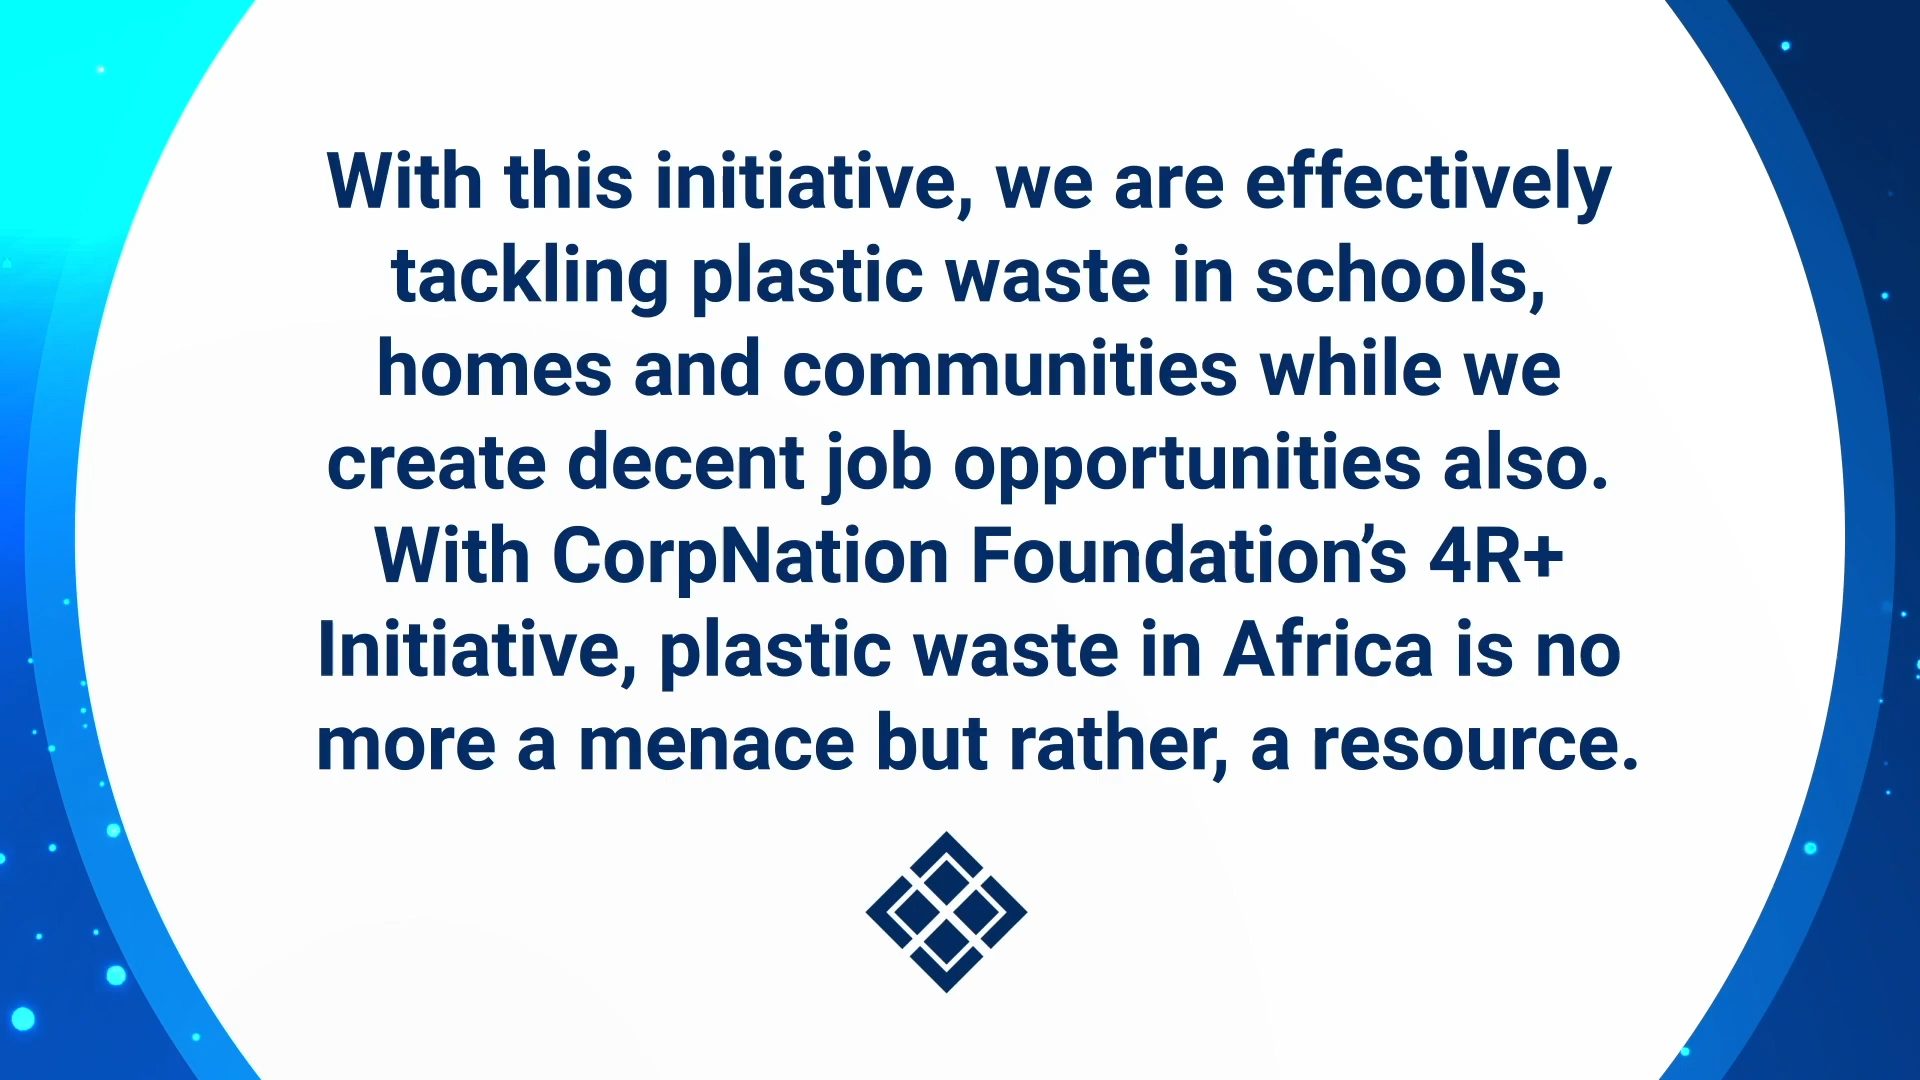 With this initiative, we are effectively
tackling plastic waste in schools,
homes and communities while we
create decent job opportunities also.
With CorpNation Foundation’s 4R+
Initiative, plastic waste in Africa is no
more a menace but rather, a resource.